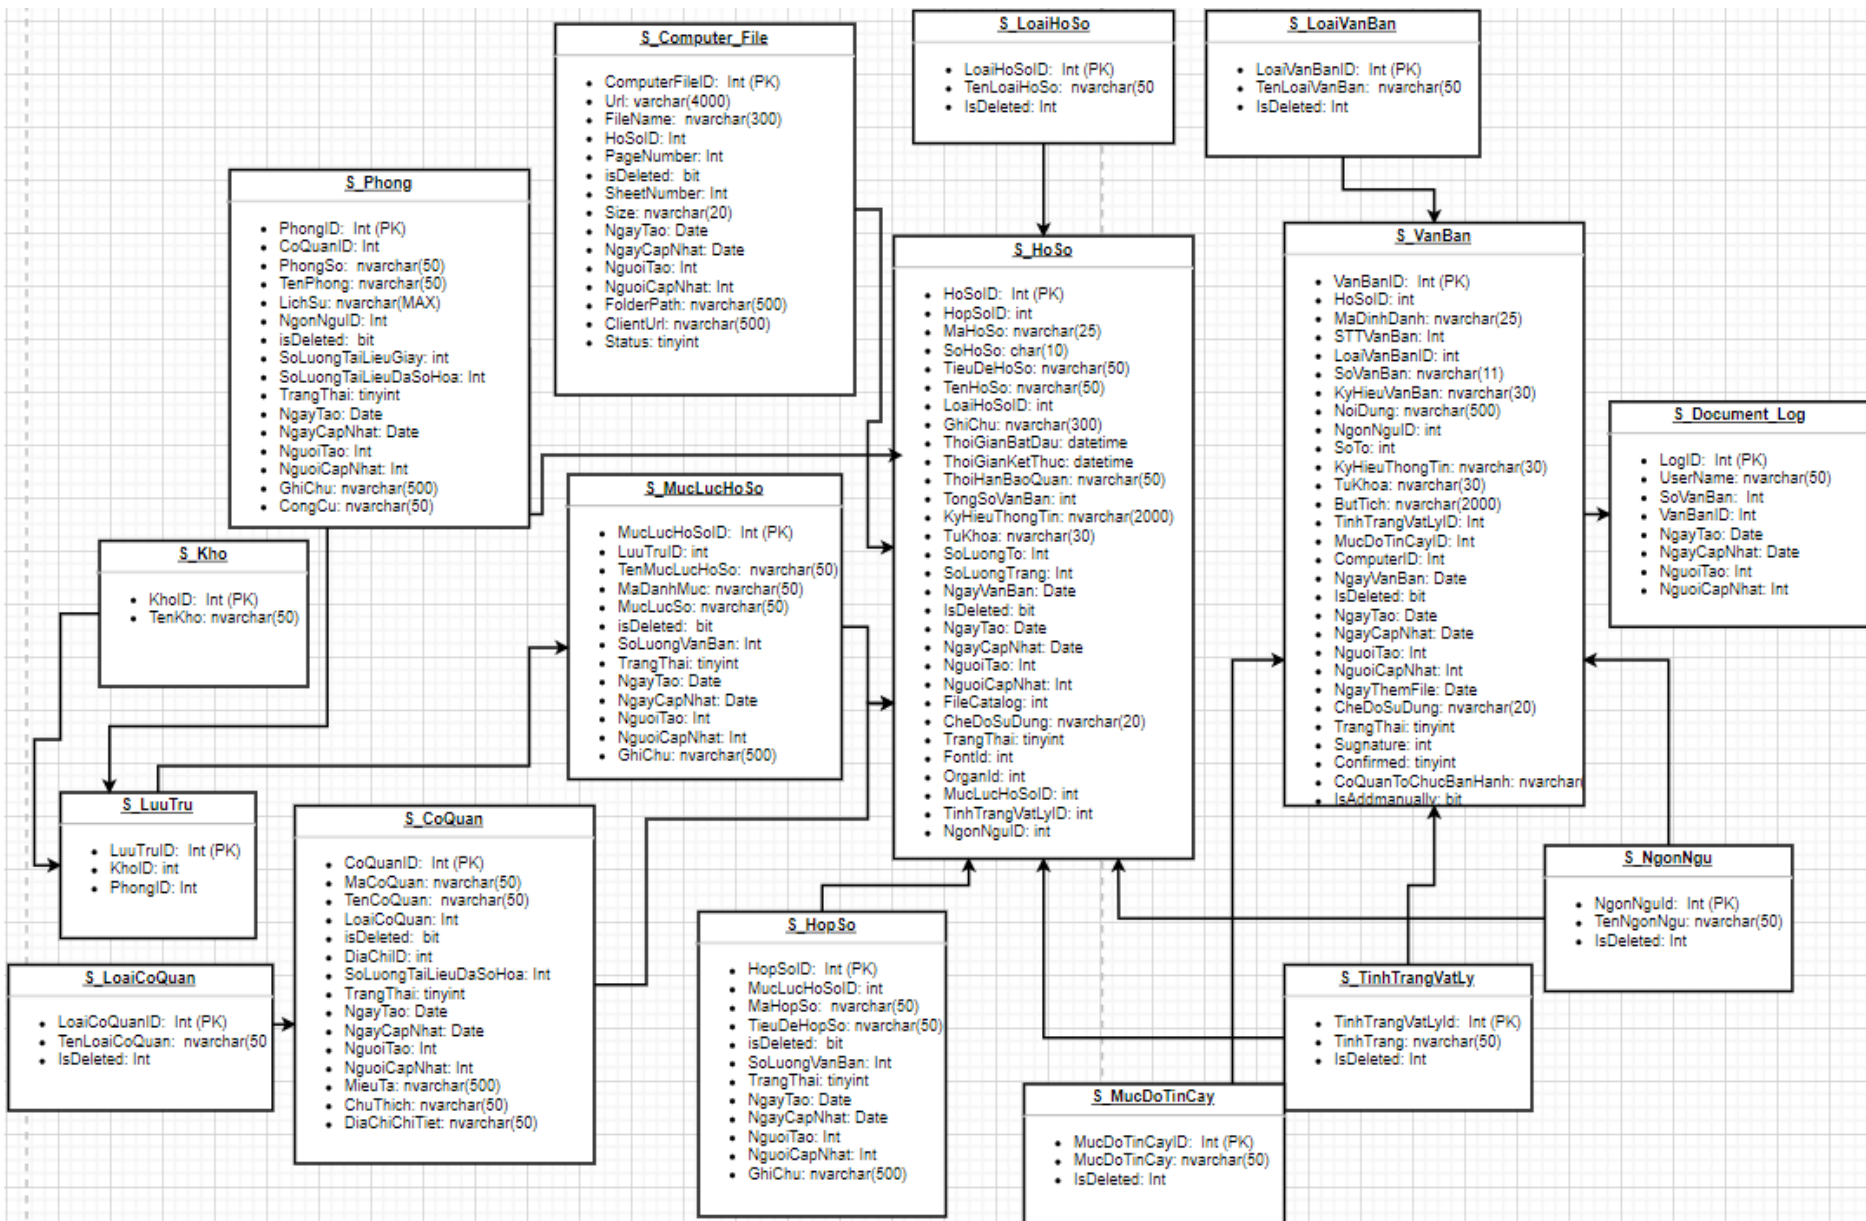 S_Computer_File
ComputerFileID: Int (PK)
Url: varchar(4000)
FileName: nvarchar(300)
HoSoID: Int
PageNumber: Int
isDeleted: bit
SheetNumber: Int
Size: nvarchar(20)
NgayTao: Date
NgayCapNhat: Date
NguoiTao: Int
NguoiCapNhat: Int
FolderPath: nvarchar(500)
ClientUrl: nvarchar(500)
Status: tinyint
S_LoaiHoSo
LoaiHoSoID: Int (PK)
TenLoaiHoSo: nvarchar(50
IsDeleted: Int
S_LoaiVanBan
LoaiVanBanID: Int (PK)
TenLoaiVanBan: nvarchar(50
IsDeleted: Int
S_Phong
PhongID: Int (PK)
CoQuanID: Int
PhongSo: nvarchar(50)
TenPhong: nvarchar(50)
LichSu: nvarchar(MAX)
NgonNguID: Int
isDeleted: bit
SoLuongTaiLieuGiay: int
SoLuongTaiLieuDaSoHoa: Int
TrangThai: tinyint
NgayTao: Date
NgayCapNhat: Date
NguoiTao: Int
NguoiCapNhat: Int
GhiChu: nvarchar(500)
CongCu: nvarchar(50)
S_HoSo
HoSoID: Int (PK)
HopSoID: int
MaHoSo: nvarchar(25)
SoHoSo: char(10)
TieuDeHoSo: nvarchar(50)
TenHoSo: nvarchar(50)
LoaiHoSoID: int
GhiChu: nvarchar(300)
ThoiGianBatDau: datetime
ThoiGianKetThuc: datetime
ThoiHanBaoQuan: nvarchar(50)
TongSoVanBan: int
KyHieuThongTin: nvarchar(2000)
TuKhoa: nvarchar(30)
SoLuongTo: Int
SoLuongTrang: Int
NgayVanBan: Date
IsDeleted: bit
NgayTao: Date
NgayCapNhat: Date
NguoiTao: Int
NguoiCapNhat: Int
FileCatalog: int
CheDoSuDung: nvarchar(20)
TrangThai: tinyint
FontId: int
OrganId: int
MucLucHoSoID: int
TinhTrangVatLyID: int
NgonNguID: int
S_VanBan
VanBanID: Int (PK)
HoSoID: int
MaDinhDanh: nvarchar(25)
STTVanBan: Int
LoaiVanBanID: int
SoVanBan: nvarchar(11)
KyHieuVanBan: nvarchar(30)
NoiDung: nvarchar(500)
NgonNguID: int
SoTo: int
KyHieuThongTin: nvarchar(30)
TuKhoa: nvarchar(30)
ButTich: nvarchar(2000)
TinhTrangVatLyID: Int
MucDoTinCayID: Int
ComputerID: Int
NgayVanBan: Date
IsDeleted: bit
NgayTao: Date
NgayCapNhat: Date
NguoiTao: Int
NguoiCapNhat: Int
NgayThemFile: Date
CheDoSuDung: nvarchar(20)
TrangThai: tinyint
Sugnature: int
Confirmed: tinyint
CoQuanToChucBanHanh: nvarchar(
IsAddmanually: bit
S_Document_Log
LogID: Int (PK)
UserName: nvarchar(50)
SoVanBan: Int
VanBanID: Int
NgayTao: Date
NgayCapNhat: Date
NguoiTao: Int
NguoiCapNhat: Int
S_MucLucHoSo
MucLucHoSoID: Int (PK)
LuuTruID: int
TenMucLucHoSo: nvarchar(50)
MaDanhMuc: nvarchar(50)
MucLucSo: nvarchar(50)
isDeleted: bit
SoLuongVanBan: Int
TrangThai: tinyint
NgayTao: Date
NgayCapNhat: Date
NguoiTao: Int
NguoiCapNhat: Int
GhiChu: nvarchar(500)
S_Kho
KhoID: Int (PK)
TenKho: nvarchar(50)
S_LuuTru
LuuTruID: Int (PK)
KhoID: int
PhongID: Int
S_CoQuan
CoQuanID: Int (PK)
MaCoQuan: nvarchar(50)
TenCoQuan: nvarchar(50)
LoaiCoQuan: Int
isDeleted: bit
DiaChiID: int
SoLuongTaiLieuDaSoHoa: Int
TrangThai: tinyint
NgayTao: Date
NgayCapNhat: Date
NguoiTao: Int
NguoiCapNhat: Int
MieuTa: nvarchar(500)
ChuThich: nvarchar(50)
DiaChiChiTiet: nvarchar(50)
S_LoaiCoQuan
LoaiCoQuanID: Int (PK)
TenLoaiCoQuan: nvarchar(50
IsDeleted: Int
S_HopSo
HopSoID: Int (PK)
MucLucHoSoID: int
MaHopSo: nvarchar(50)
TieuDeHopSo: nvarchar(50)
isDeleted: bit
SoLuongVanBan: Int
TrangThai: tinyint
NgayTao: Date
NgayCapNhat: Date
NguoiTao: Int
NguoiCapNhat: Int
GhiChu: nvarchar(500)
S_NgonNgu
NgonNguId: Int (PK)
TenNgonNgu: nvarchar(50)
IsDeleted: Int
S_TinhTrangVatLy
TinhTrangVatLyId: Int (PK)
TinhTrang: nvarchar(50)
IsDeleted: Int
S_MucDoTinCay
MucDoTinCayID: Int (PK)
MucDoTinCay: nvarchar(50)
IsDeleted: Int